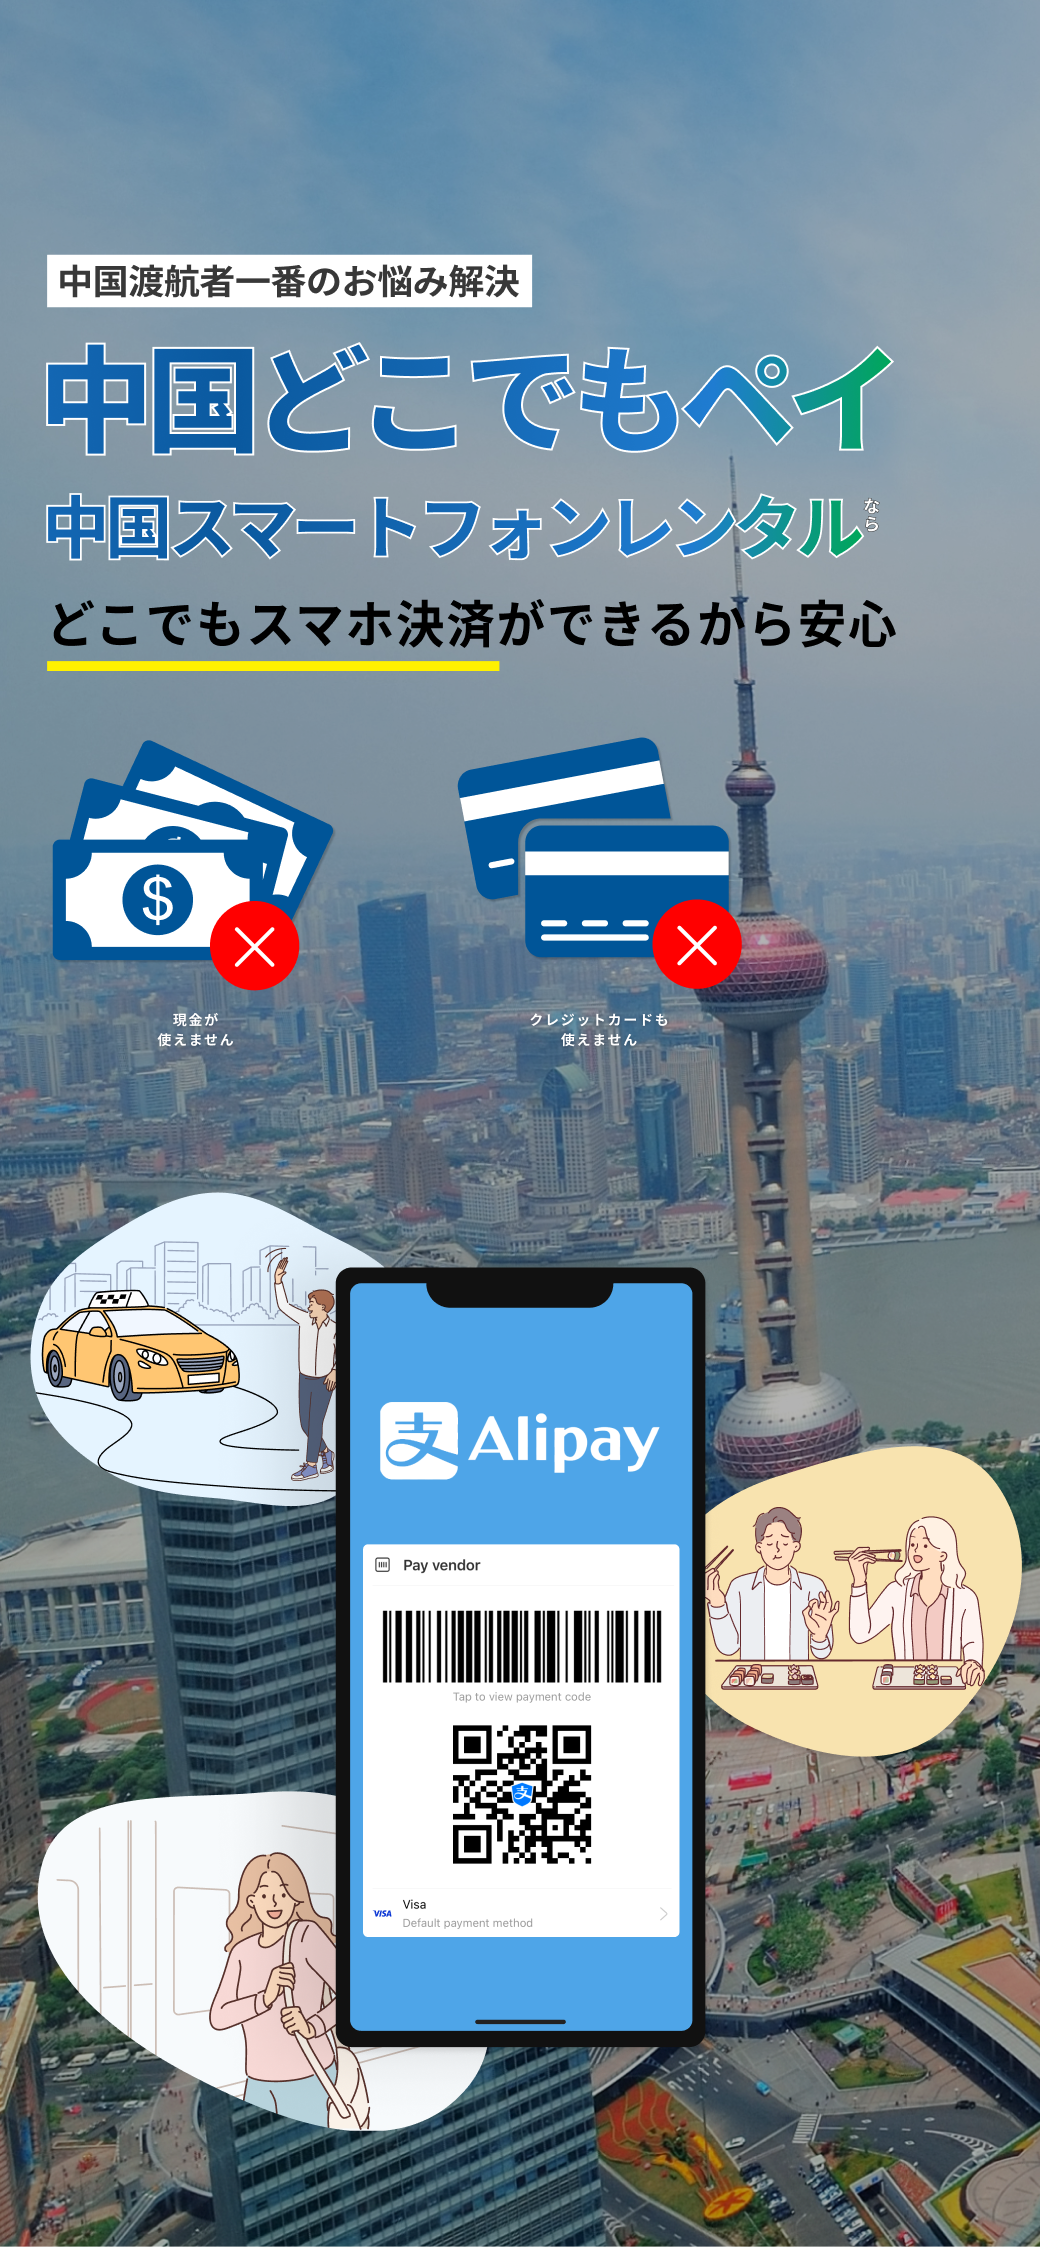 中国渡航者一番のお悩み解決
中国どこでもペイ
中国スマートフォンレンタルなら
どこでもスマホ決済ができるから安心
$
現金が
使えません
クレジットカードも
使えません
支 Alipay
Pay vendor
Tap to view payment code
支
VISA
Visa
Default payment method